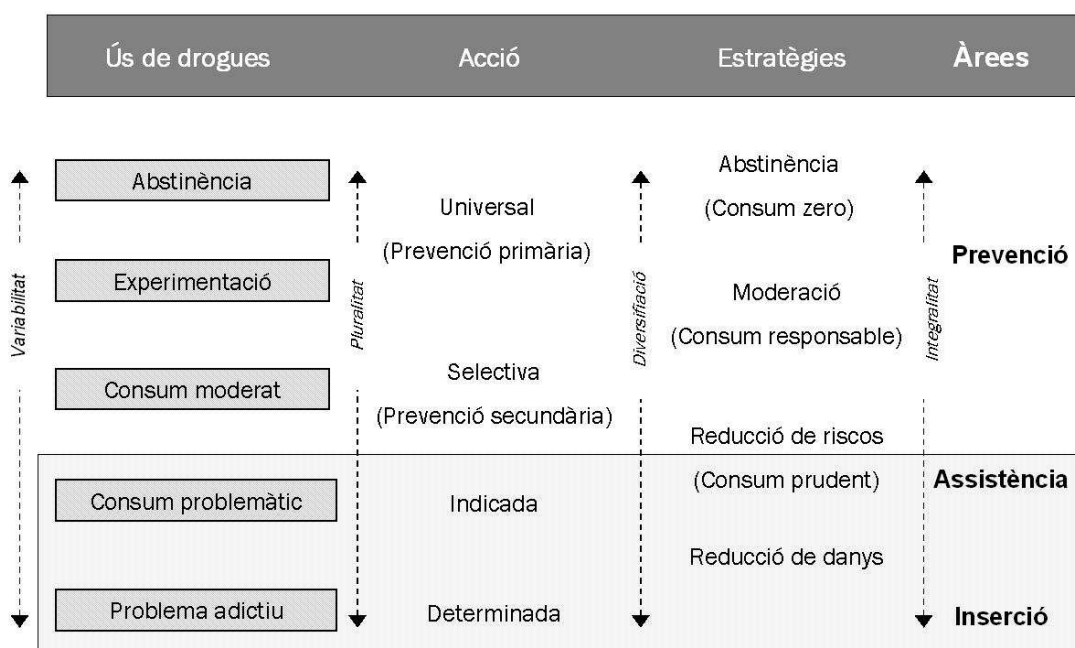 Ús de drogues Acció Estratègies Àrees
Abstinència
Experimentació
Consum moderat
Consum problemàtic
Problema adictiu
Variabilitat
Pluralitat
Universal
(Prevenció primària)
Selectiva
(Prevenció secundària)
Indicada
Determinada
Diversifiació
Abstinència
(Consum zero)
Moderació
(Consum responsable)
Reducció de riscos
(Consum prudent)
Reducció de danys
Integralitat
Prevenció
Assistència
Inserció